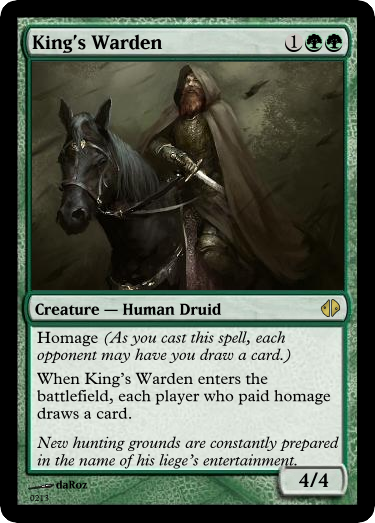 King's Warden 1
Creature — Human Druid
Homage (As you cast this spell, each
opponent may have you draw a card.)
When King's Warden enters the
battlefield, each player who paid homage
draws a card.
New hunting grounds are constantly prepared
in the name of his liege's entertainment.
4/4
daRoz
0213